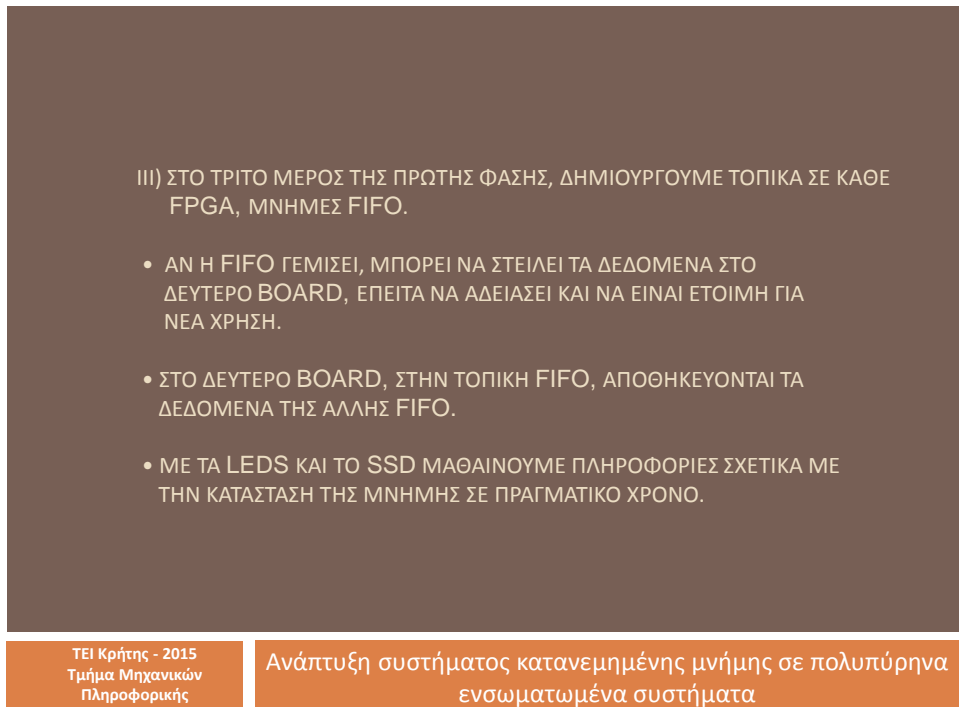 III) ΣΤΟ ΤΡΙΤΟ ΜΕΡΟΣ ΤΗΣ ΠΡΩΤΗΣ ΦΑΣΗΣ, ΔΗΜΙΟΥΡΓΟΥΜΕ ΤΟΠΙΚΑ ΣΕ ΚΑΘΕ
FPGA, ΜΝΗΜΕΣ FIFO.
• ΑΝ Η FIFO ΓΕΜΙΣΕΙ, ΜΠΟΡΕΙ ΝΑ ΣΤΕΙΛΕΙ ΤΑ ΔΕΔΟΜΕΝΑ ΣΤΟ
ΔΕΥΤΕΡΟ BOARD, ΕΠΕΙΤΑ ΝΑ ΑΔΕΙΑΣΕΙ ΚΑΙ ΝΑ ΕΙΝΑΙ ΕΤΟΙΜΗ ΓΙΑ
ΝΕΑ ΧΡΗΣΗ.
• ΣΤΟ ΔΕΥΤΕΡΟ BOARD, ΣΤΗΝ ΤΟΠΙΚΗ FIFO, ΑΠΟΘΗΚΕΥΟΝΤΑΙ ΤΑ
ΔΕΔΟΜΕΝΑ ΤΗΣ ΑΛΛΗΣ FIFO.
• ΜΕ ΤΑ LEDS ΚΑΙ ΤΟ SSD ΜΑΘΑΙΝΟΥΜΕ ΠΛΗΡΟΦΟΡΙΕΣ ΣΧΕΤΙΚΑ ΜΕ
ΤΗΝ ΚΑΤΑΣΤΑΣΗ ΤΗΣ ΜΝΗΜΗΣ ΣΕ ΠΡΑΓΜΑΤΙΚΟ ΧΡΟΝΟ.
ΤΕΙ Κρήτης - 2015
Τμήμα Μηχανικών
Πληροφορικής
Ανάπτυξη συστήματος κατανεμημένης μνήμης σε πολυπύρηνα
ενσωματωμένα συστήματα